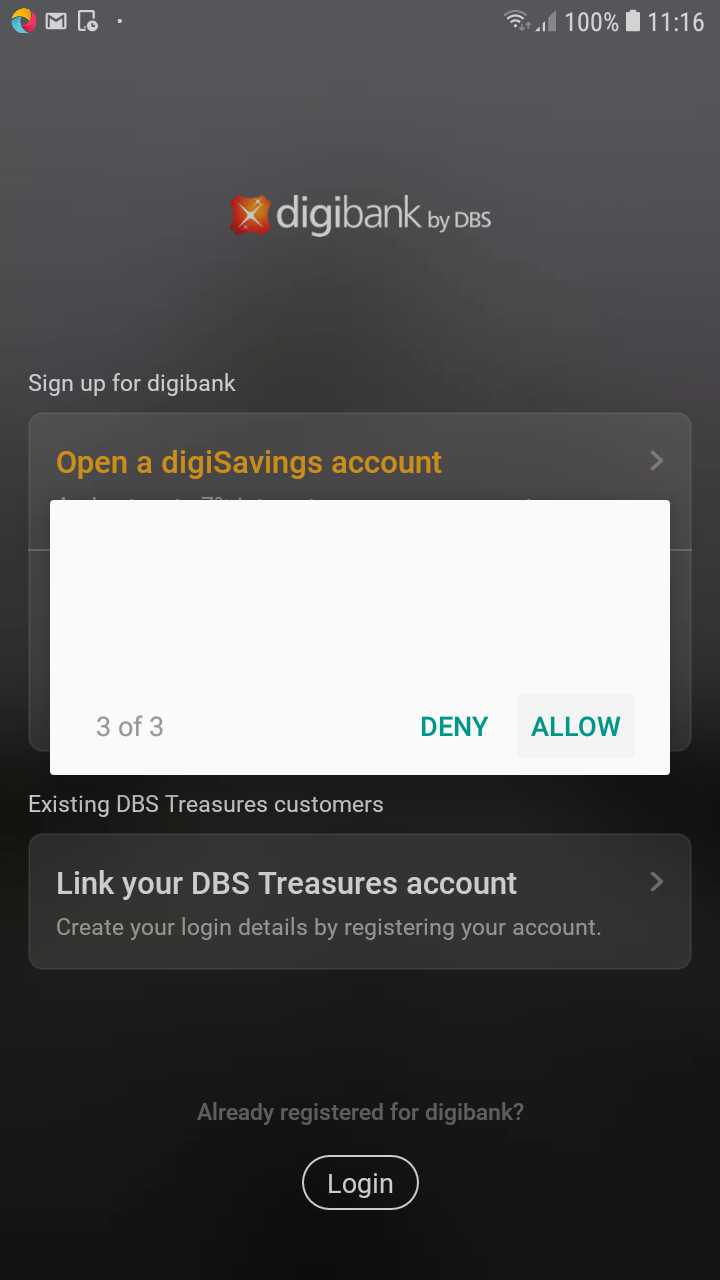 100% 11:16
digibank by DBS
Sign up for digibank
Open a digiSavings account
3 of 3 DENY ALLOW
Existing DBS Treasures customers
Link your DBS Treasures account
Create your login details by registering your account.
Already registered for digibank?
Login